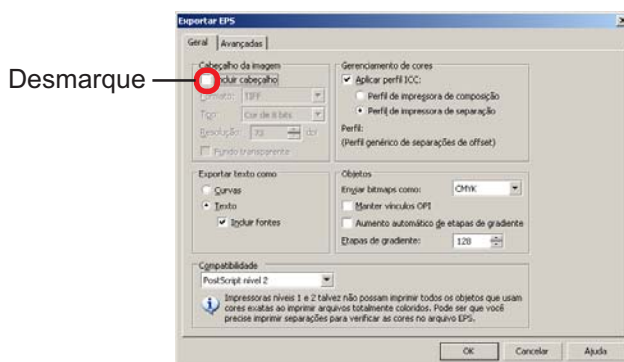 Exportar EPS
Geral Avançadas
Cabeçalho da imagem
Incluir cabeçalho
Desmarque
Formato: TIFF
Tipo: Cor de 8 bits
Resolução: 72 dpi
Fundo transparente
Gerenciamento de cores
Aplicar perfil ICC:
Perfil de impressora de composição
Perfil de impressora de separação
Perfil:
(Perfil genérico de separações de offset)
Exportar texto como
Curvas
Texto
Incluir fontes
Objetos
Enviar bitmaps como: CMYK
Manter vínculos OPI
Aumento automático de etapas de gradiente
Etapas de gradiente: 128
Compatibilidade
PostScript nível 2
Impressoras níveis 1 e 2 talvez não possam imprimir todos os objetos que usam
cores exatas ao imprimir arquivos totalmente coloridos. Pode ser que você
precise imprimir separações para verificar as cores no arquivo EPS.
OK Cancelar Ajuda